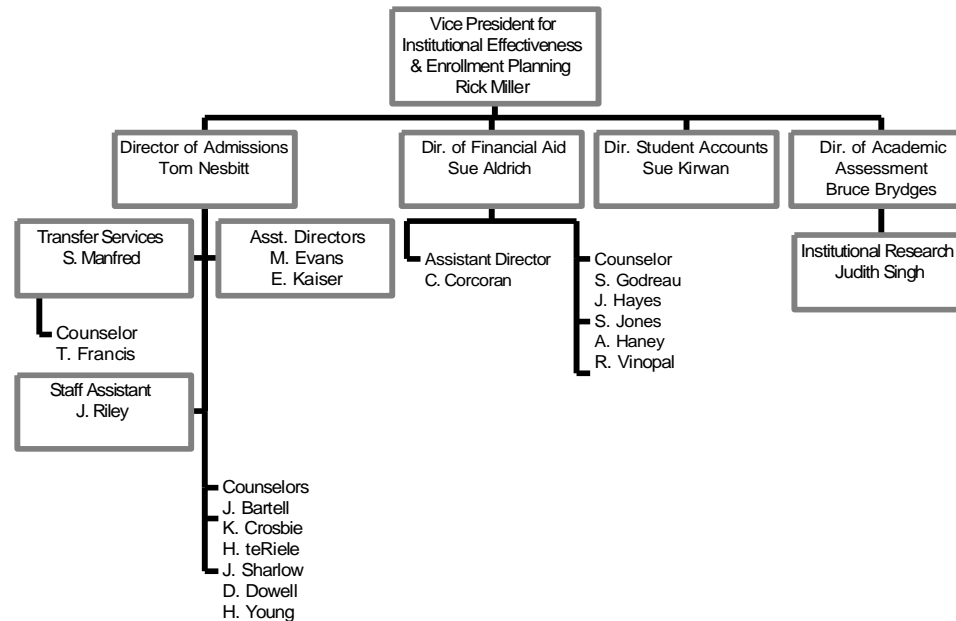 Vice President for
Institutional Effectiveness
& Enrollment Planning
Rick Miller
Director of Admissions
Tom Nesbitt
Dir. of Financial Aid
Sue Aldrich
Dir. Student Accounts
Sue Kirwan
Dir. of Academic
Assessment
Bruce Brydges
Transfer Services
S. Manfred
Asst. Directors
M. Evans
E. Kaiser
Assistant Director
C. Corcoran
Counselor
S. Godreau
J. Hayes
S. Jones
A. Haney
R. Vinopal
Institutional Research
Judith Singh
Counselor
T. Francis
Staff Assistant
J. Riley
Counselors
J. Bartell
K. Crosbie
H. teRiele
J. Sharlow
D. Dowell
H. Young